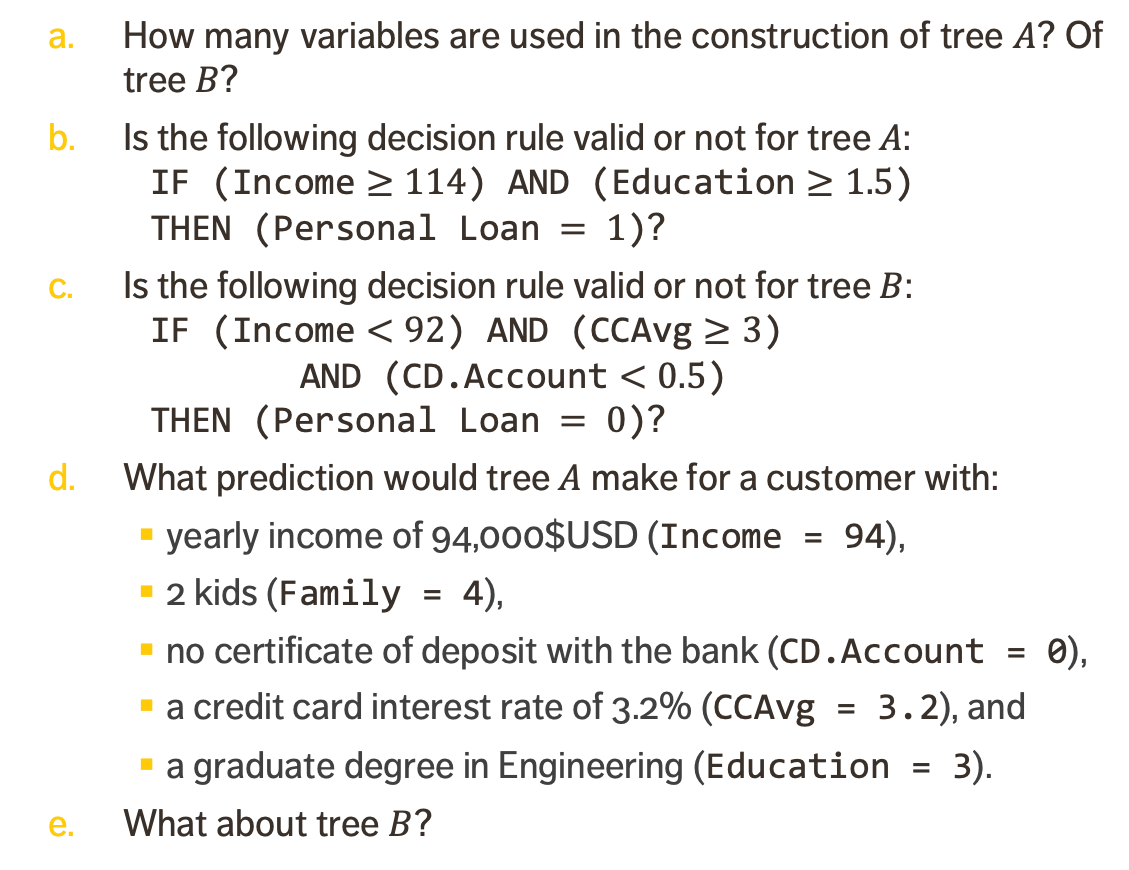 a. How many variables are used in the construction of tree A? Of
tree B?
b. Is the following decision rule valid or not for tree A:
IF (Income ≥ 114) AND (Education ≥ 1.5)
THEN (Personal Loan = 1)?
c. Is the following decision rule valid or not for tree B:
IF (Income < 92) AND (CCAvg ≥ 3)
AND (CD.Account < 0.5)
THEN (Personal Loan = 0)?
d. What prediction would tree A make for a customer with:
▪ yearly income of 94,000$USD (Income = 94),
▪ 2 kids (Family = 4),
▪ no certificate of deposit with the bank (CD.Account = 0),
▪ a credit card interest rate of 3.2% (CCAvg = 3.2), and
▪ a graduate degree in Engineering (Education = 3).
e. What about tree B?